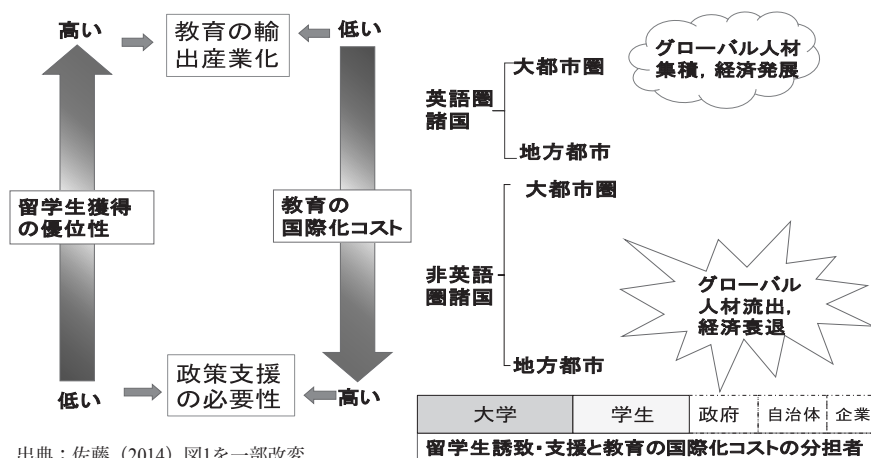 高い
教育の輸
出産業化
低い
留学生獲得
の優位性
教育の
国際化コスト
低い
政策支援
の必要性
高い
英語圏
諸国
大都市圏
地方都市
非英語
圏諸国
大都市圏
地方都市
グローバル人材
集積，経済発展
グローバル
人材流出，
経済衰退
大学
学生
政府
自治体
企業
留学生誘致・支援と教育の国際化コストの分担者
出典：佐藤（2014）図1を一部改変